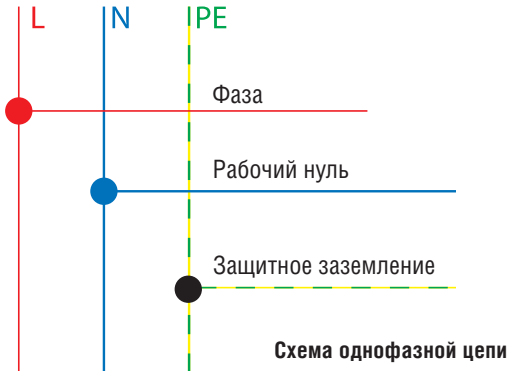 L N PE
Фаза
Рабочий нуль
Защитное заземление
Схема однофазной цепи